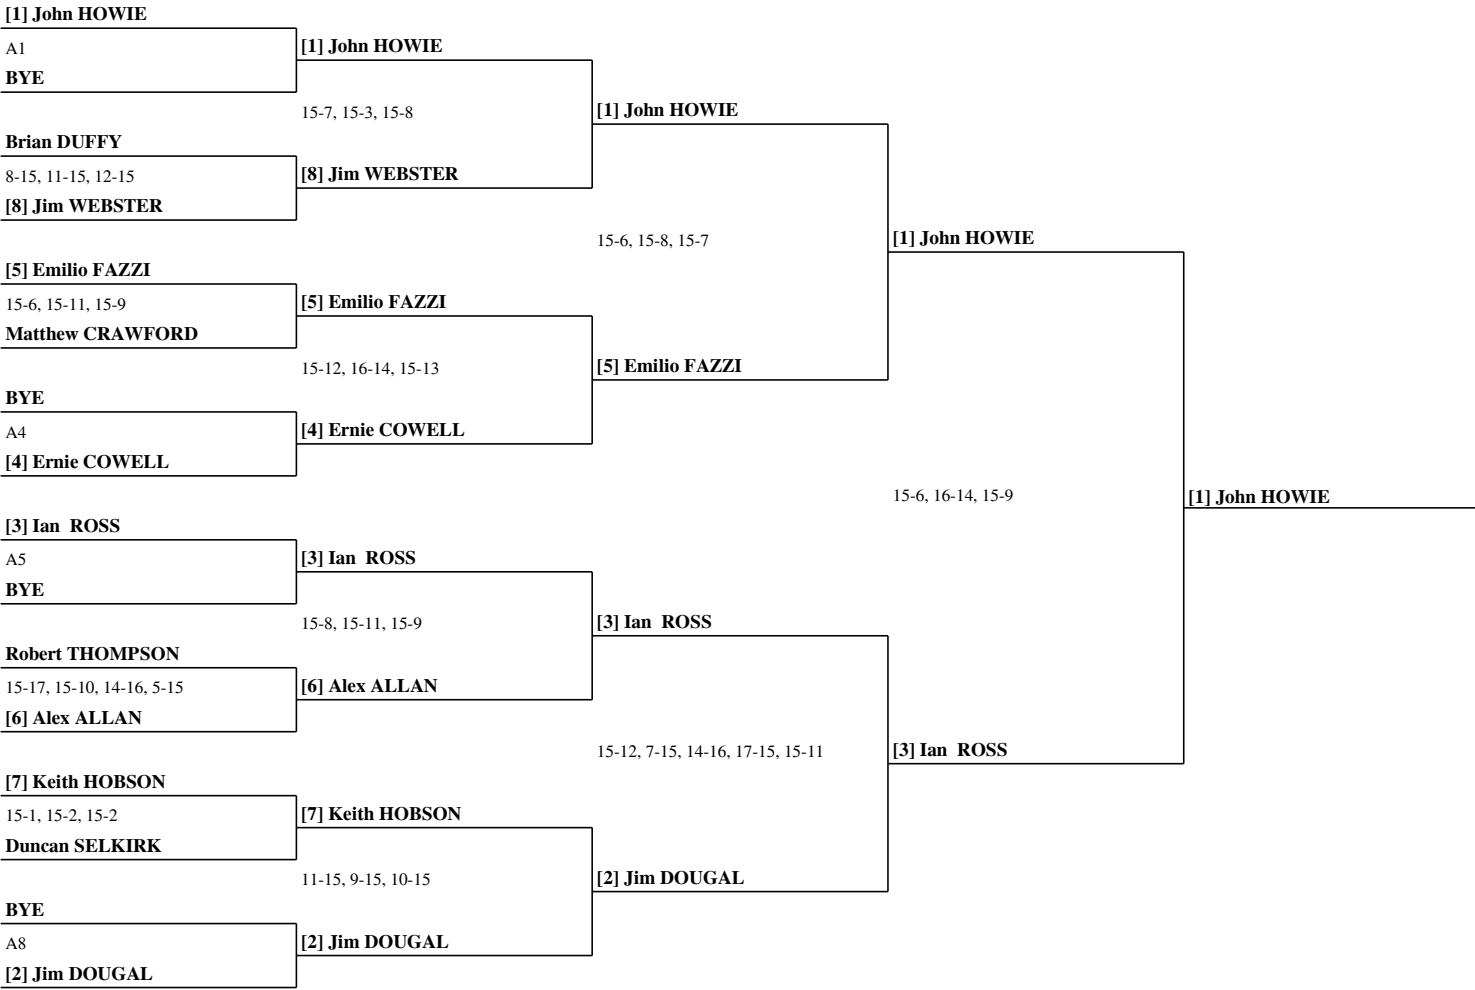 [1] John HOWIE
A1
BYE
Brian DUFFY
8-15, 11-15, 12-15
[8] Jim WEBSTER
[5] Emilio FAZZI
15-6, 15-11, 15-9
Matthew CRAWFORD
BYE
A4
[4] Ernie COWELL
[3] Ian  ROSS
A5
BYE
Robert THOMPSON
15-17, 15-10, 14-16, 5-15
[6] Alex ALLAN
[7] Keith HOBSON
15-1, 15-2, 15-2
Duncan SELKIRK
BYE
A8
[2] Jim DOUGAL
[1] John HOWIE
15-7, 15-3, 15-8
[8] Jim WEBSTER
[5] Emilio FAZZI
15-12, 16-14, 15-13
[4] Ernie COWELL
[3] Ian  ROSS
15-8, 15-11, 15-9
[6] Alex ALLAN
[7] Keith HOBSON
11-15, 9-15, 10-15
[2] Jim DOUGAL
[1] John HOWIE
15-6, 15-8, 15-7
[5] Emilio FAZZI
[3] Ian  ROSS
15-12, 7-15, 14-16, 17-15, 15-11
[2] Jim DOUGAL
[1] John HOWIE
15-6, 16-14, 15-9
[3] Ian  ROSS
[1] John HOWIE